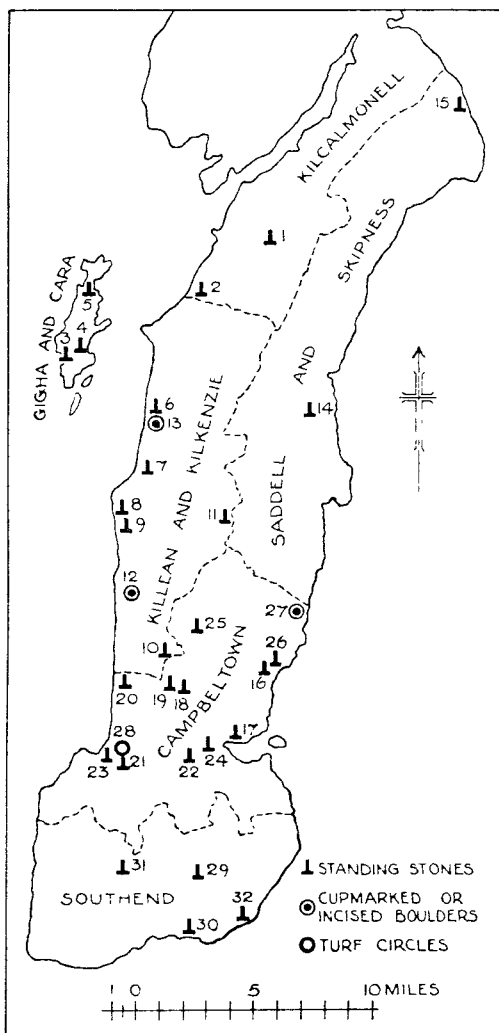 KILCALMONELL
15
SKIPNESS
1
GIGHA AND CARA
5
2
4
3
AND
6
13
14
KILLEAN AND KILKENZIE
7
8
9
11
SADDELL
12
27
25
10
26
16
CAMPBELTOWN
20
19
18
17
28
24
23
21
22
31
29
STANDING STONES
SOUTHEND
CUPMARKED OR
INCISED BOULDERS
32
30
TURF CIRCLES
1 0 5 10 MILES